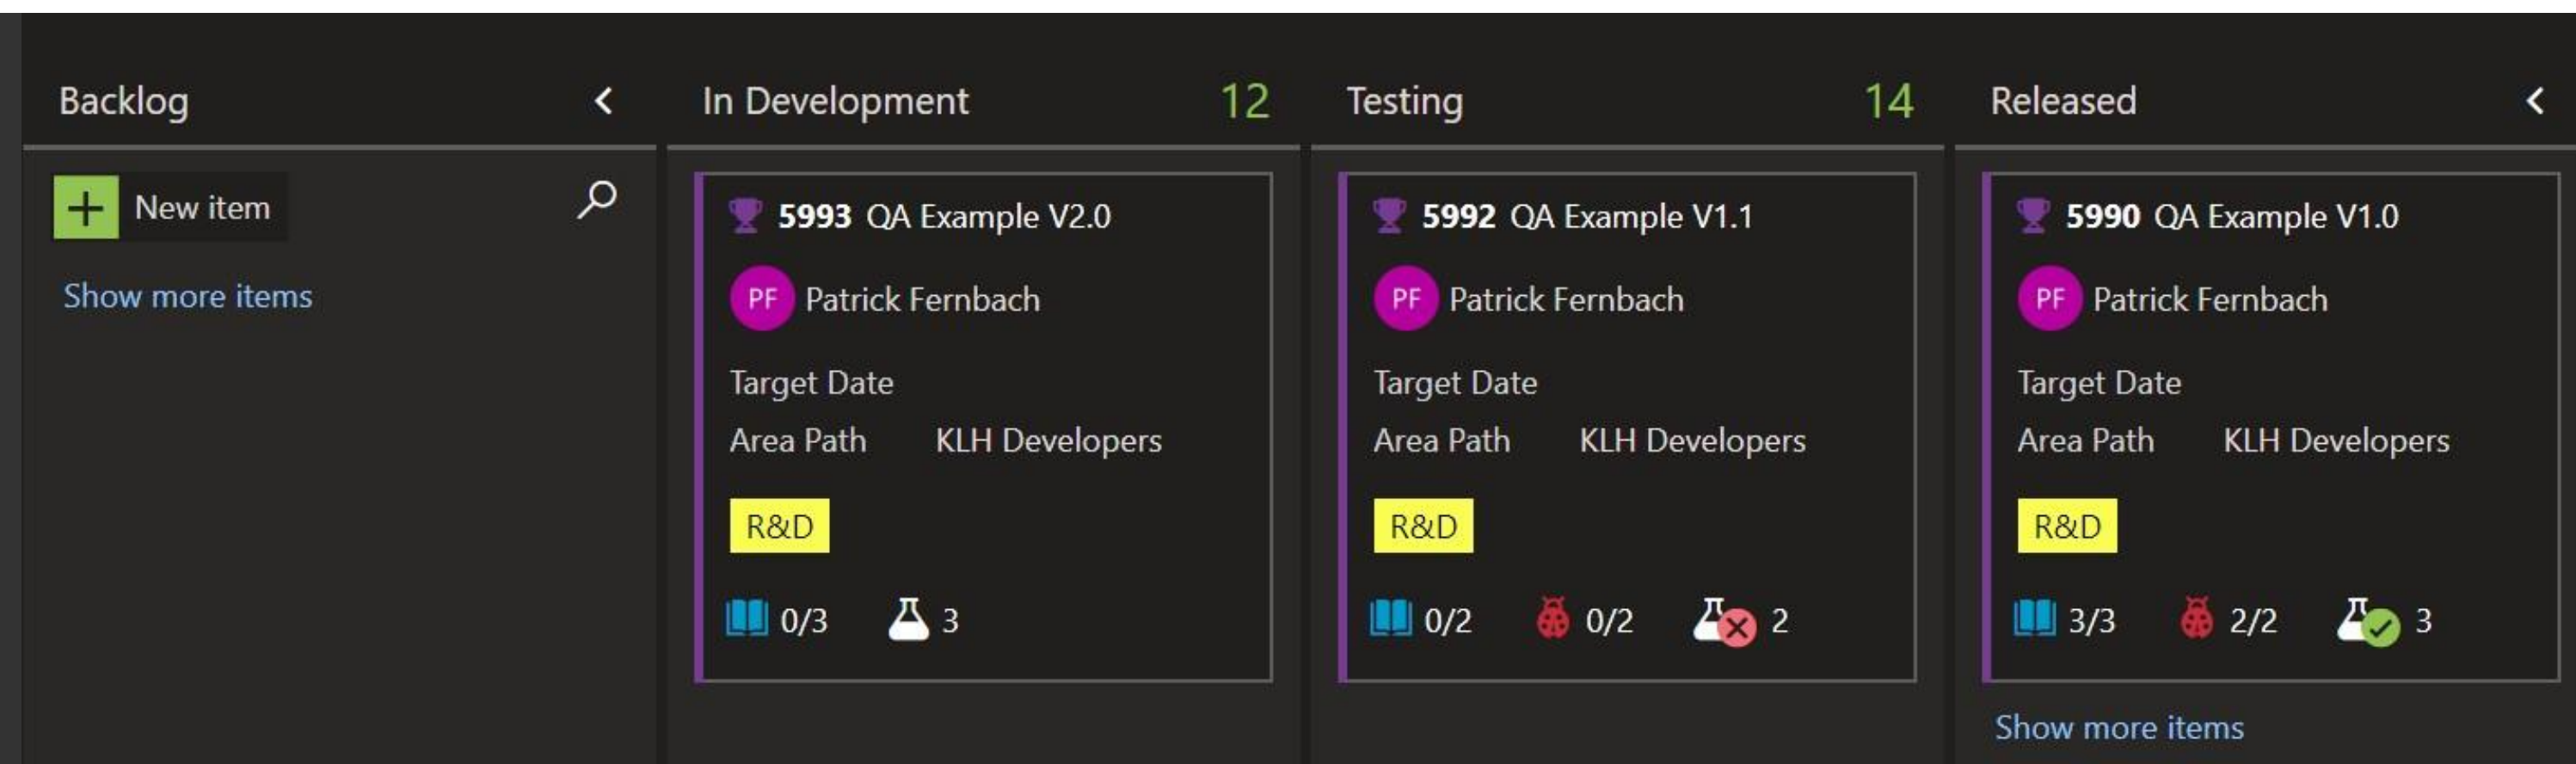 Backlog
New item
Show more items
In Development 12
5993 QA Example V2.0
PF Patrick Fernbach
Target Date
Area Path KLH Developers
R&D
0/3 3
Testing 14
5992 QA Example V1.1
PF Patrick Fernbach
Target Date
Area Path KLH Developers
R&D
0/2 0/2 2
Released
5990 QA Example V1.0
PF Patrick Fernbach
Target Date
Area Path KLH Developers
R&D
3/3 2/2 3
Show more items